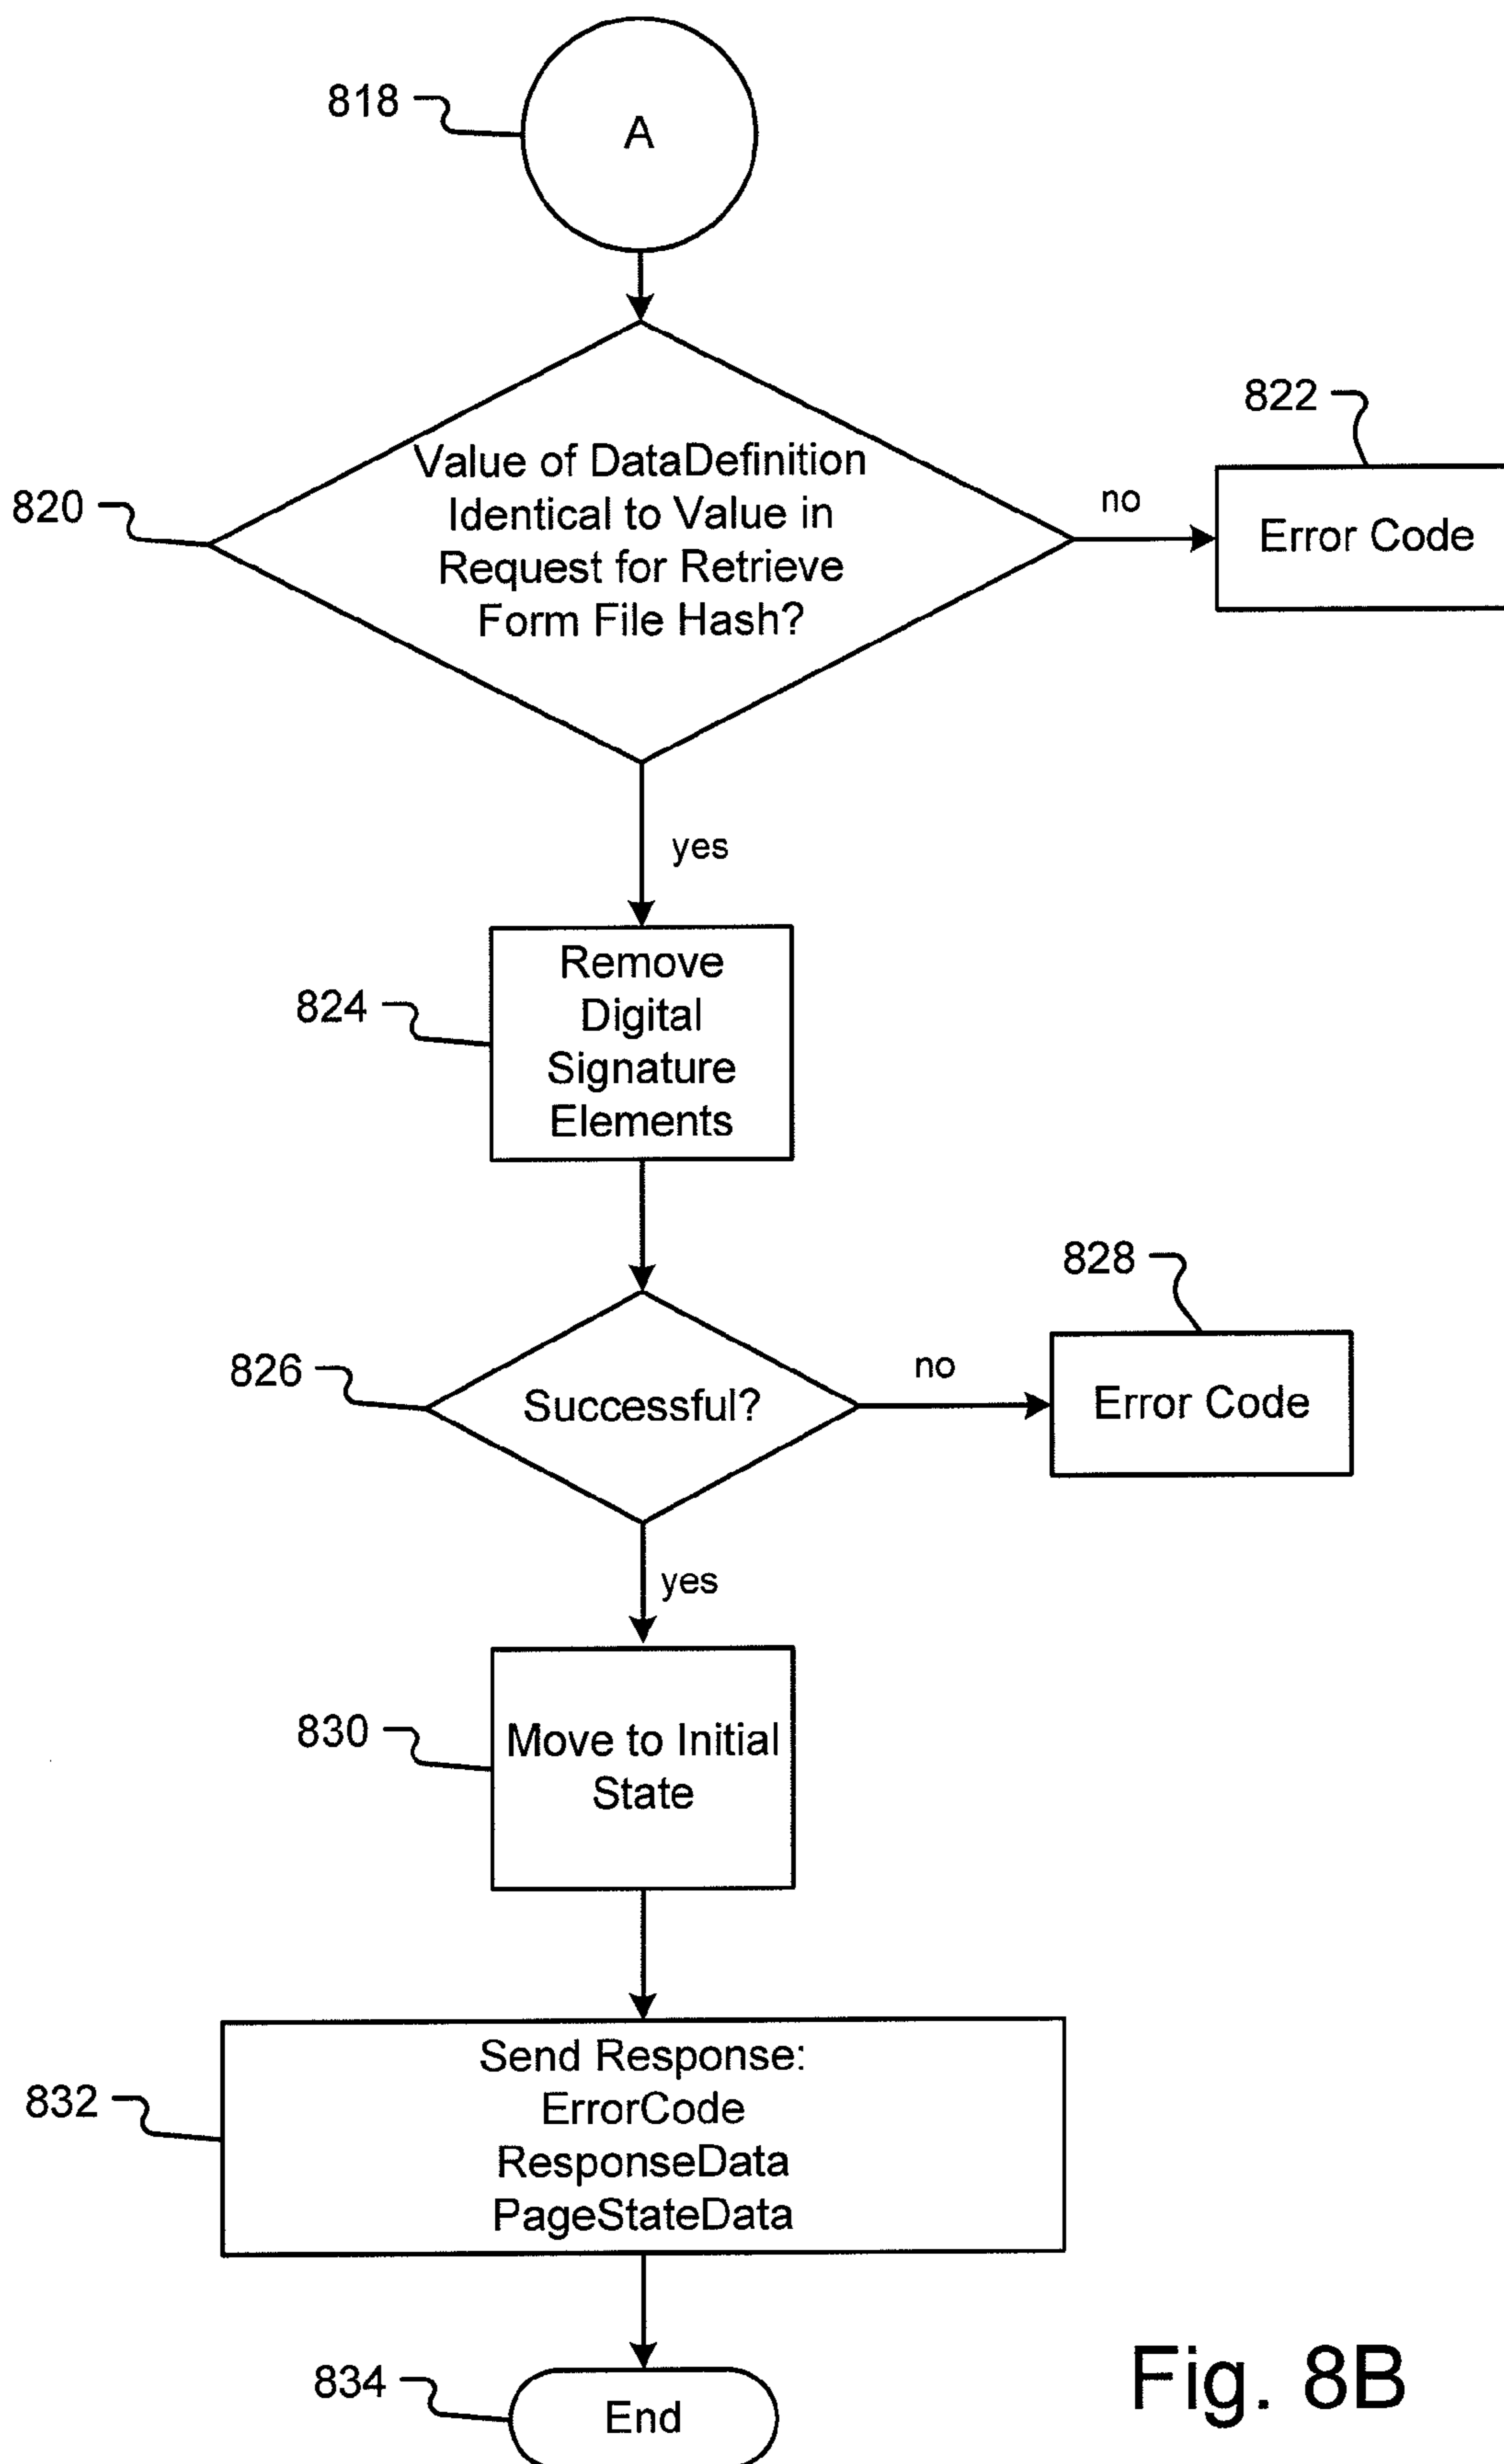 818
A
820
Value of DataDefinition
Identical to Value in
Request for Retrieve
Form File Hash?
no
822
Error Code
yes
824
Remove
Digital
Signature
Elements
826
Successful?
no
828
Error Code
yes
830
Move to Initial
State
832
Send Response:
ErrorCode
ResponseData
PageStateData
834
End
Fig. 8B